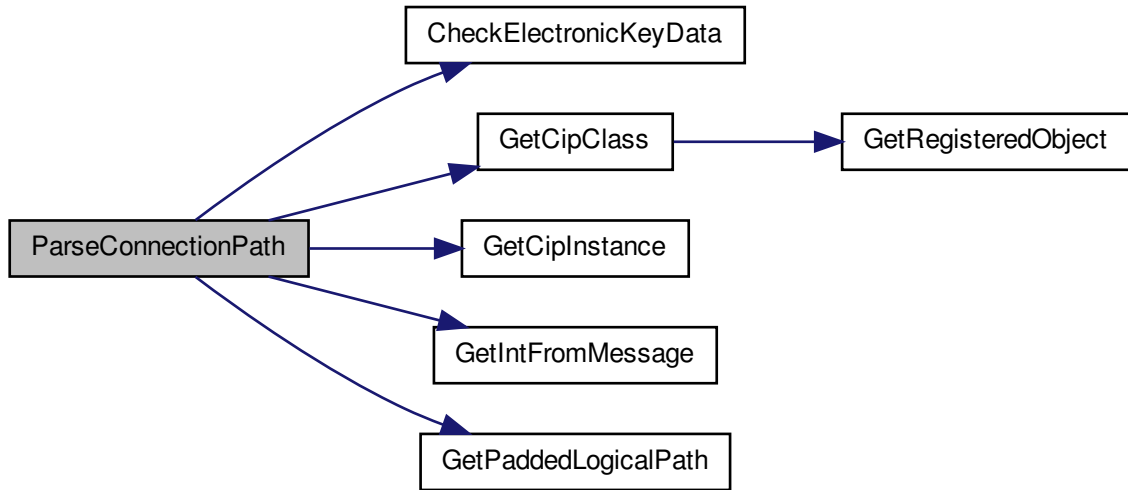 CheckElectronicKeyData
GetCipClass
GetRegisteredObject
ParseConnectionPath
GetCipInstance
GetIntFromMessage
GetPaddedLogicalPath